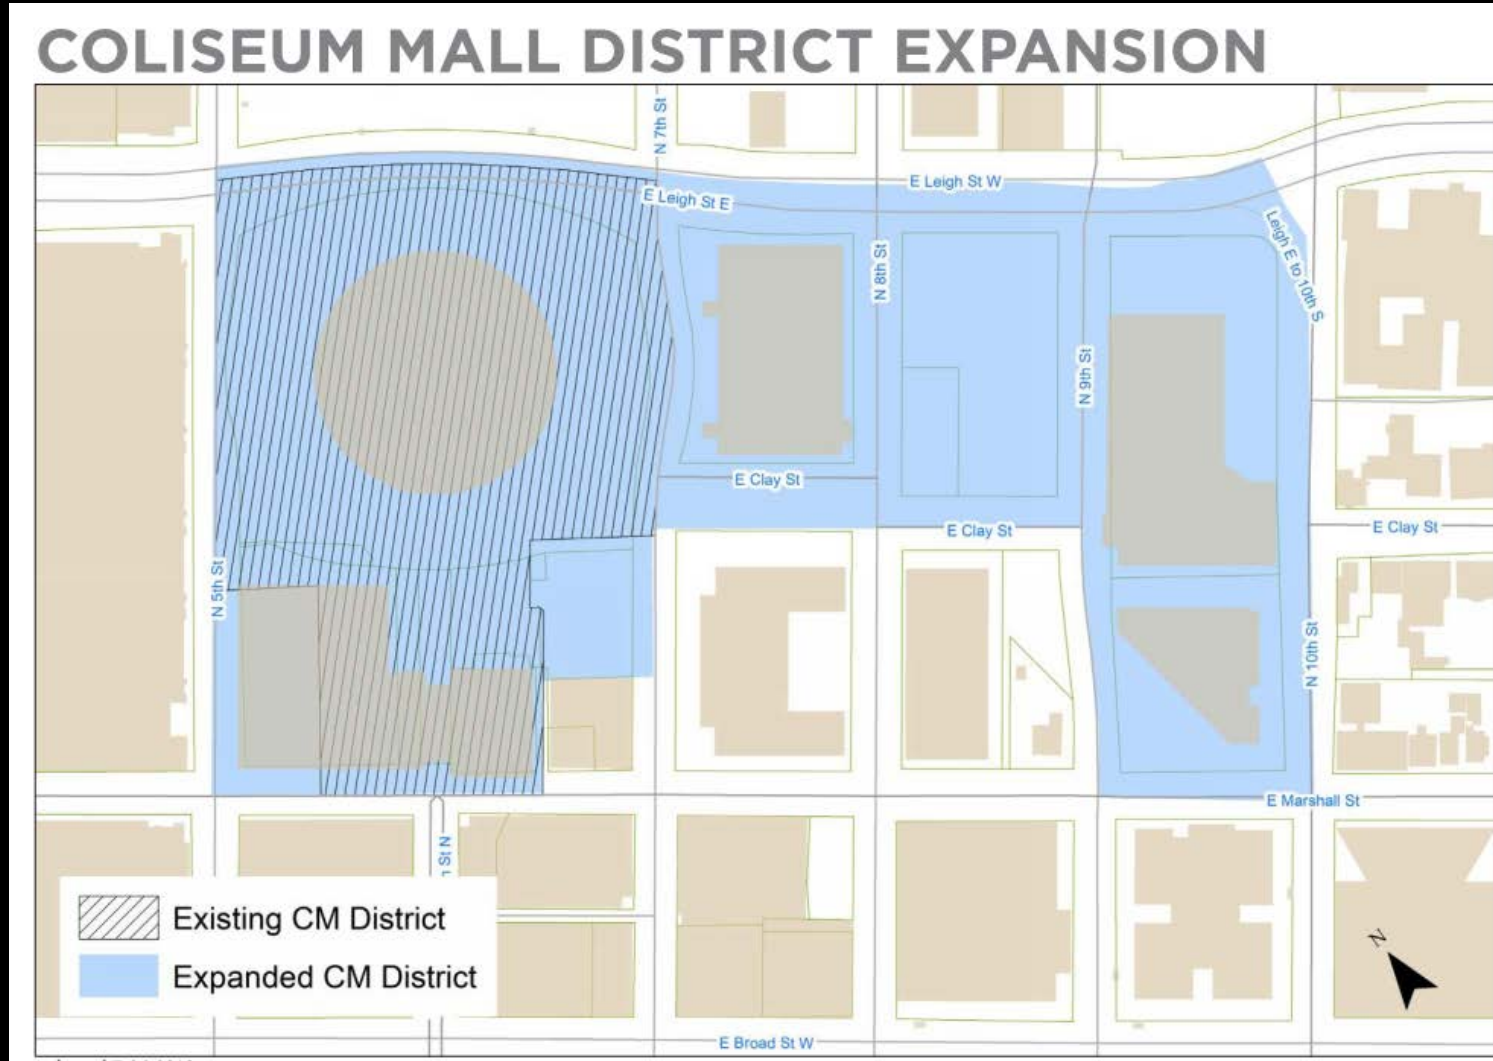 COLISEUM MALL DISTRICT EXPANSION
N 7th St
E Leigh St W
E Leigh St E
N 8th St
Leigh E to 10th S
N 9th St
E Clay St
E Clay St
E Clay St
N 5th St
N 10th St
E Marshall St
St N
Existing CM District
Expanded CM District
N
E Broad St W